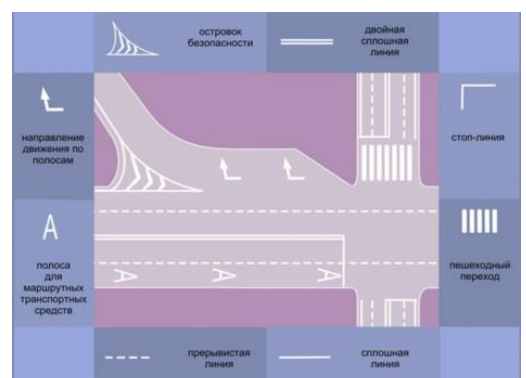 островок
безопасности
двойная
сплошная
линия
направление
движения по
полосам
стоп-линия
A
полоса
для
маршрутных
транспортных
средств
A
A
A
пешеходный
переход
прерывистая
линия
сплошная
линия